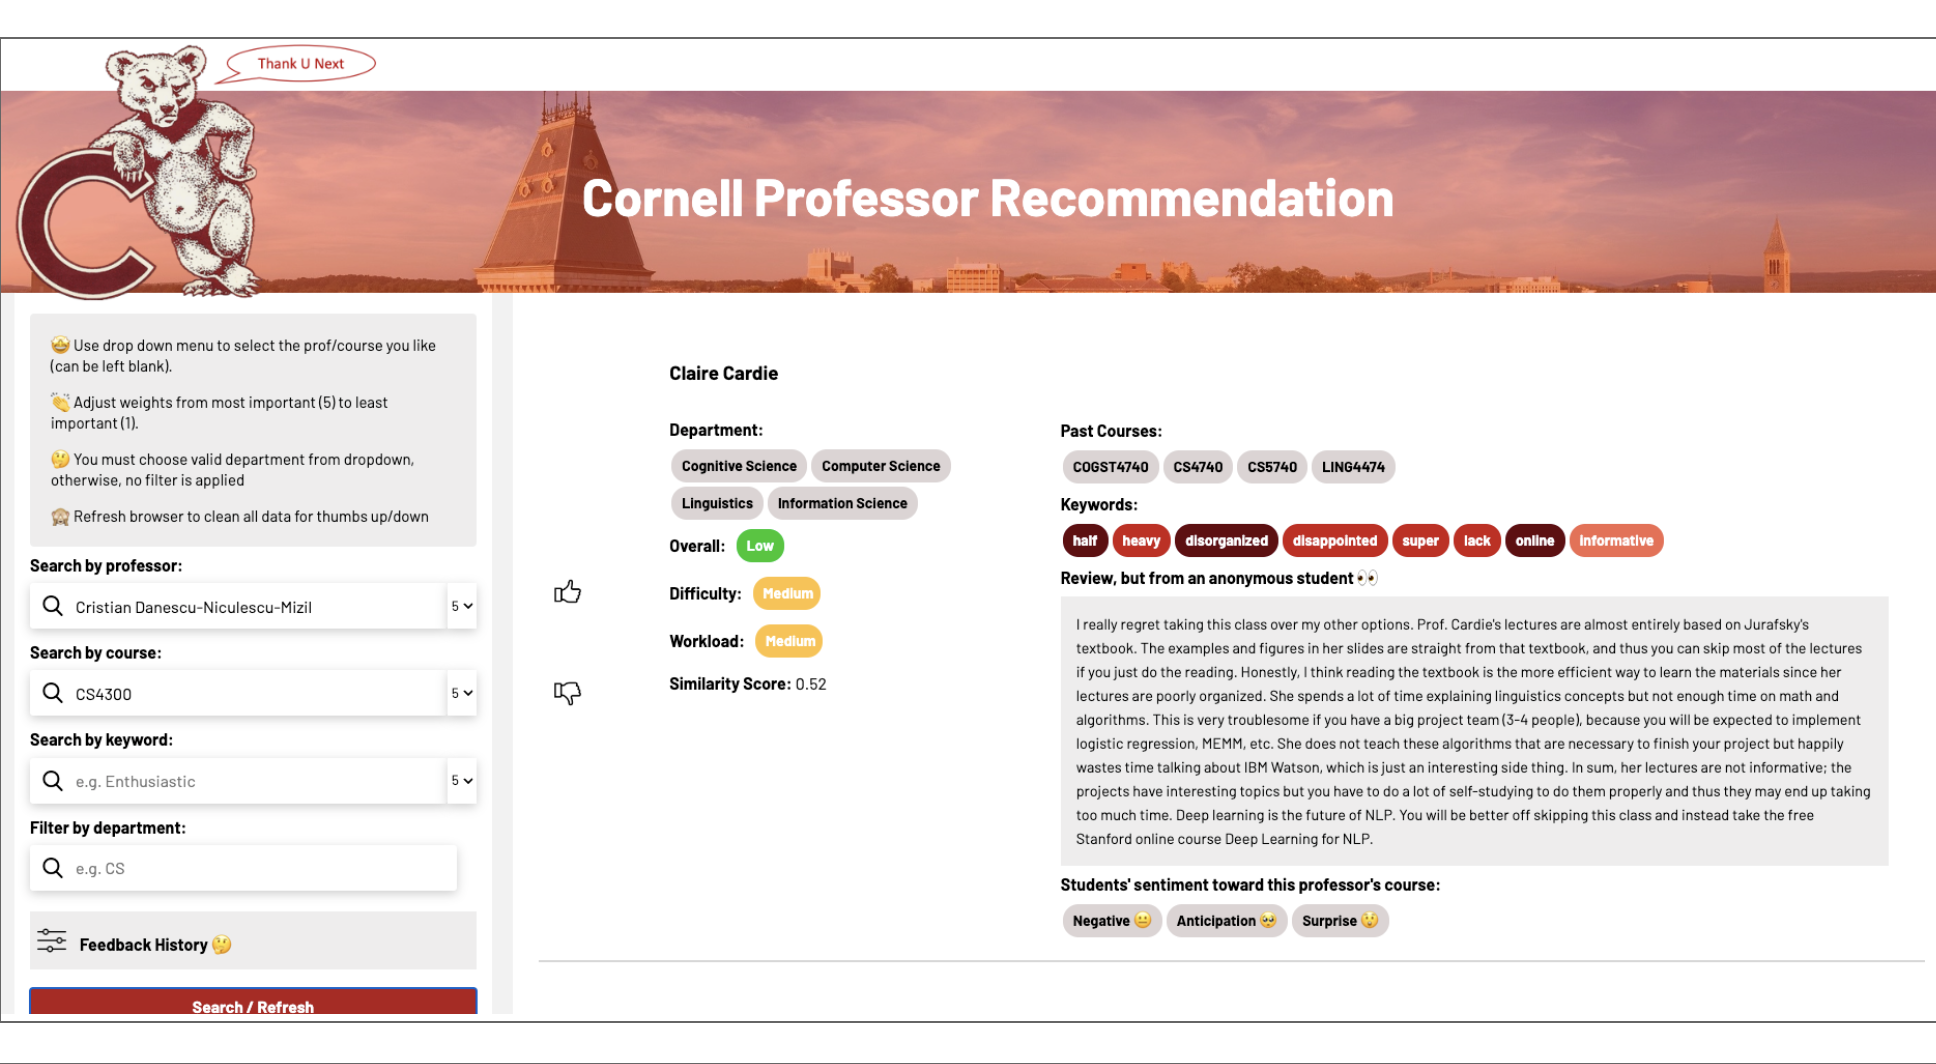 Thank U Next
Cornell Professor Recommendation
🤩 Use drop down menu to select the prof/course you like
(can be left blank).
👏 Adjust weights from most important (5) to least
important (1).
🤔 You must choose valid department from dropdown,
otherwise, no filter is applied
🙈 Refresh browser to clean all data for thumbs up/down
Search by professor:
Cristian Danescu-Niculescu-Mizil 5
Search by course:
CS4300 5
Search by keyword:
e.g. Enthusiastic 5
Filter by department:
e.g. CS
Feedback History 🤔
Search / Refresh
Claire Cardie
Department:
Cognitive Science Computer Science
Linguistics Information Science
Overall: Low
Difficulty: Medium
Workload: Medium
Similarity Score: 0.52
Past Courses:
COGST4740 CS4740 CS5740 LING4474
Keywords:
half heavy disorganized disappointed super lack online informative
Review, but from an anonymous student 👀
I really regret taking this class over my other options. Prof. Cardie's lectures are almost entirely based on Jurafsky's
textbook. The examples and figures in her slides are straight from that textbook, and thus you can skip most of the lectures
if you just do the reading. Honestly, I think reading the textbook is the more efficient way to learn the materials since her
lectures are poorly organized. She spends a lot of time explaining linguistics concepts but not enough time on math and
algorithms. This is very troublesome if you have a big project team (3-4 people), because you will be expected to implement
logistic regression, MEMM, etc. She does not teach these algorithms that are necessary to finish your project but happily
wastes time talking about IBM Watson, which is just an interesting side thing. In sum, her lectures are not informative; the
projects have interesting topics but you have to do a lot of self-studying to do them properly and thus they may end up taking
too much time. Deep learning is the future of NLP. You will be better off skipping this class and instead take the free
Stanford online course Deep Learning for NLP.
Students' sentiment toward this professor's course:
Negative 😐 Anticipation 🥺 Surprise 😲